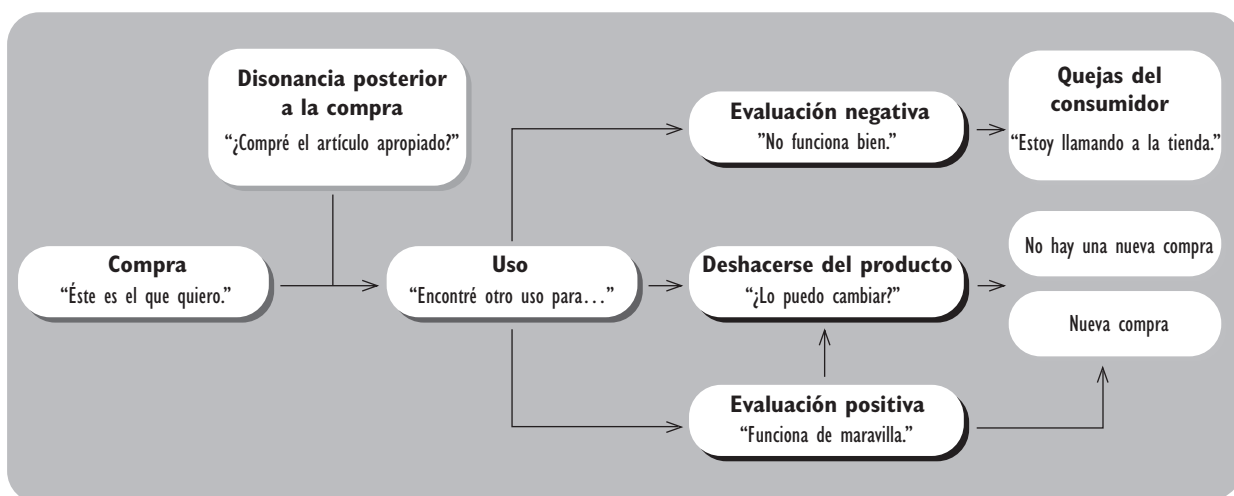 Disonancia posterior
a la compra
“¿Compré el artículo apropiado?”
Evaluación negativa
”No funciona bien.”
Quejas del
consumidor
“Estoy llamando a la tienda.”
Compra
“Éste es el que quiero.”
Uso
“Encontré otro uso para…”
Deshacerse del producto
“¿Lo puedo cambiar?”
No hay una nueva compra
Nueva compra
Evaluación positiva
“Funciona de maravilla.”